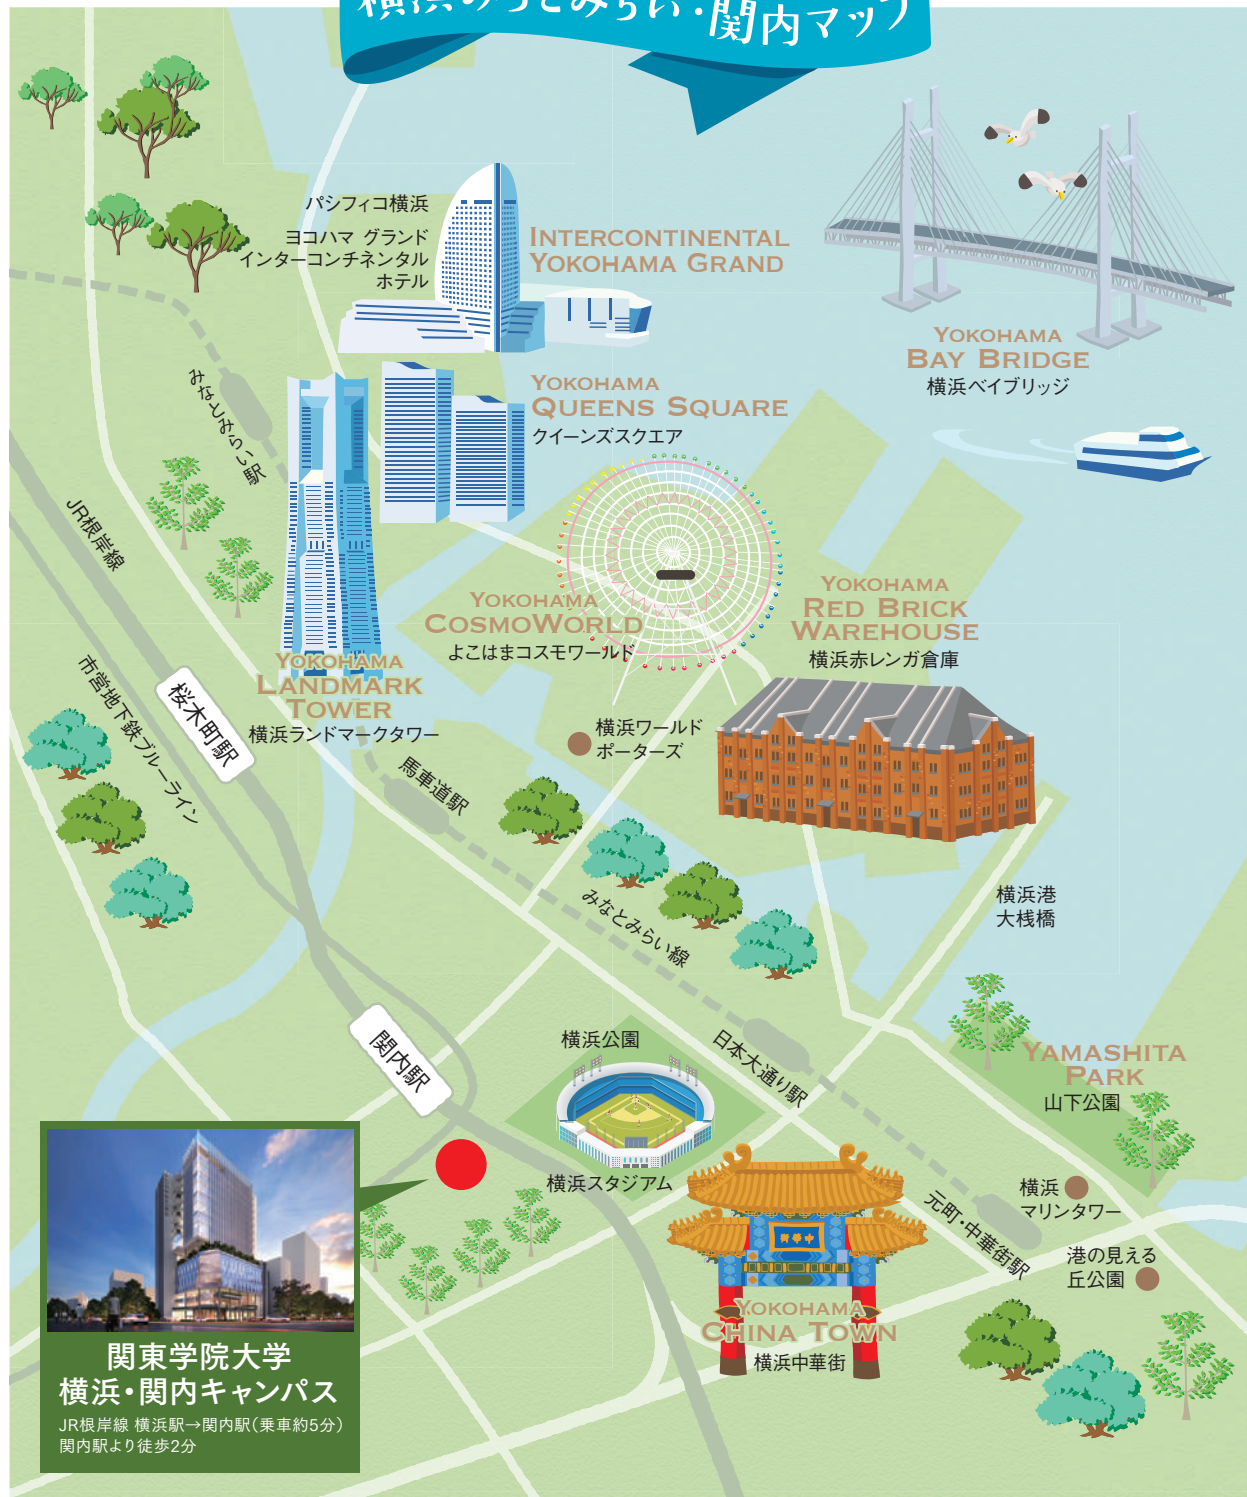 横浜みなとみらい・関内マップ
パシフィコ横浜
ヨコハマ グランド
インターコンチネンタル
ホテル
INTERCONTINENTAL
YOKOHAMA GRAND
YOKOHAMA
BAY BRIDGE
横浜ベイブリッジ
YOKOHAMA
QUEENS SQUARE
クイーンズスクエア
みなとみらい駅
JR根岸線
市営地下鉄ブルーライン
桜木町駅
YOKOHAMA
COSMOWORLD
よこはまコスモワールド
YOKOHAMA
RED BRICK
WAREHOUSE
横浜赤レンガ倉庫
YOKOHAMA
LANDMARK
TOWER
横浜ランドマークタワー
横浜ワールド
ポーターズ
馬車道駅
みなとみらい線
横浜港
大桟橋
関内駅
横浜公園
日本大通り駅
YAMASHITA
PARK
山下公園
横浜スタジアム
横浜
マリンタワー
元町・中華街駅
港の見える
丘公園
中華街
YOKOHAMA
CHINA TOWN
横浜中華街
関東学院大学
横浜・関内キャンパス
JR根岸線 横浜駅→関内駅（乗車約5分）
関内駅より徒歩2分